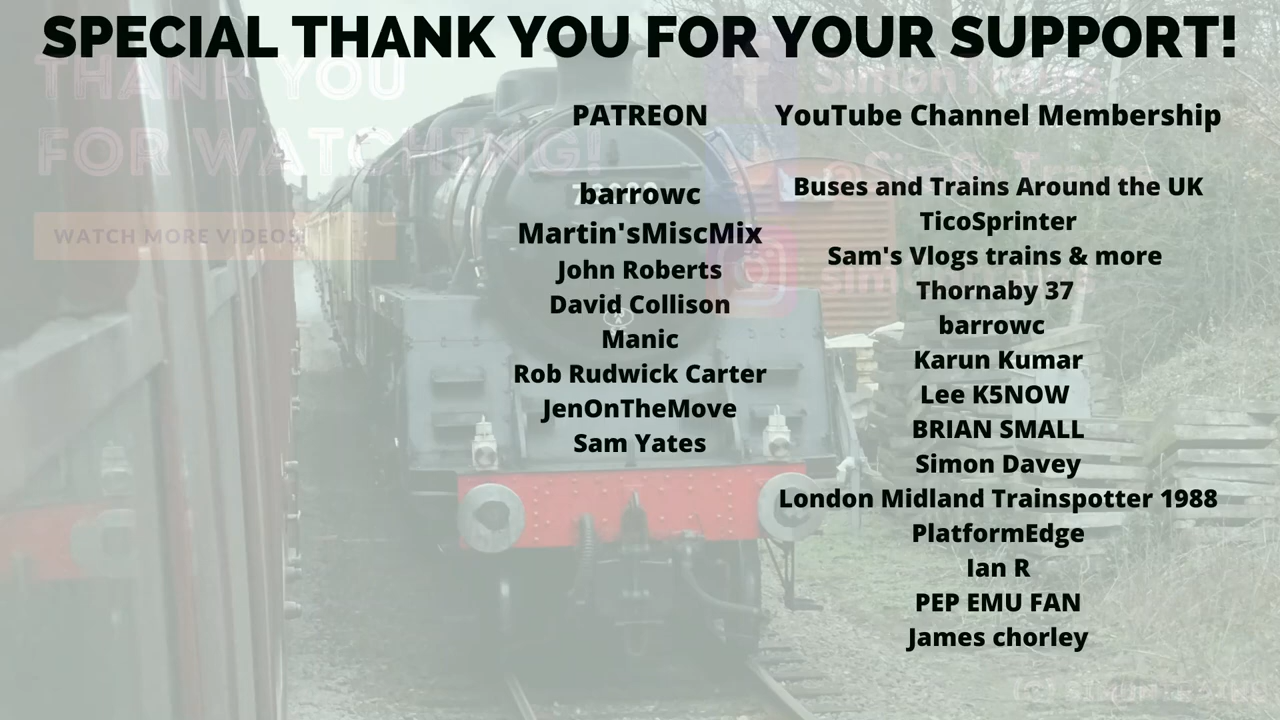 SPECIAL THANK YOU FOR YOUR SUPPORT!
THANK YOU
FOR WATCHING!
WATCH MORE VIDEOS!
PATREON
barrowc
Martin'sMiscMix
John Roberts
David Collison
Manic
Rob Rudwick Carter
JenOnTheMove
Sam Yates
YouTube Channel Membership
Buses and Trains Around the UK
TicoSprinter
Sam's Vlogs trains & more
Thornaby 37
barrowc
Karun Kumar
Lee K5NOW
BRIAN SMALL
Simon Davey
London Midland Trainspotter 1988
PlatformEdge
Ian R
PEP EMU FAN
James chorley